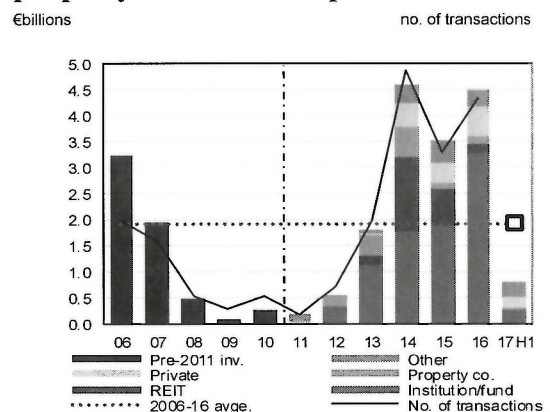 €billions no. of transactions
5.0
4.5
4.0
3.5
3.0
2.5
2.0
1.5
1.0
0.5
0.0
06 07 08 09 10 11 12 13 14 15 16 17H1
Pre-2011 inv. Other
Private Property co.
REIT Institution/fund
2006-16 avge. No. of transactions